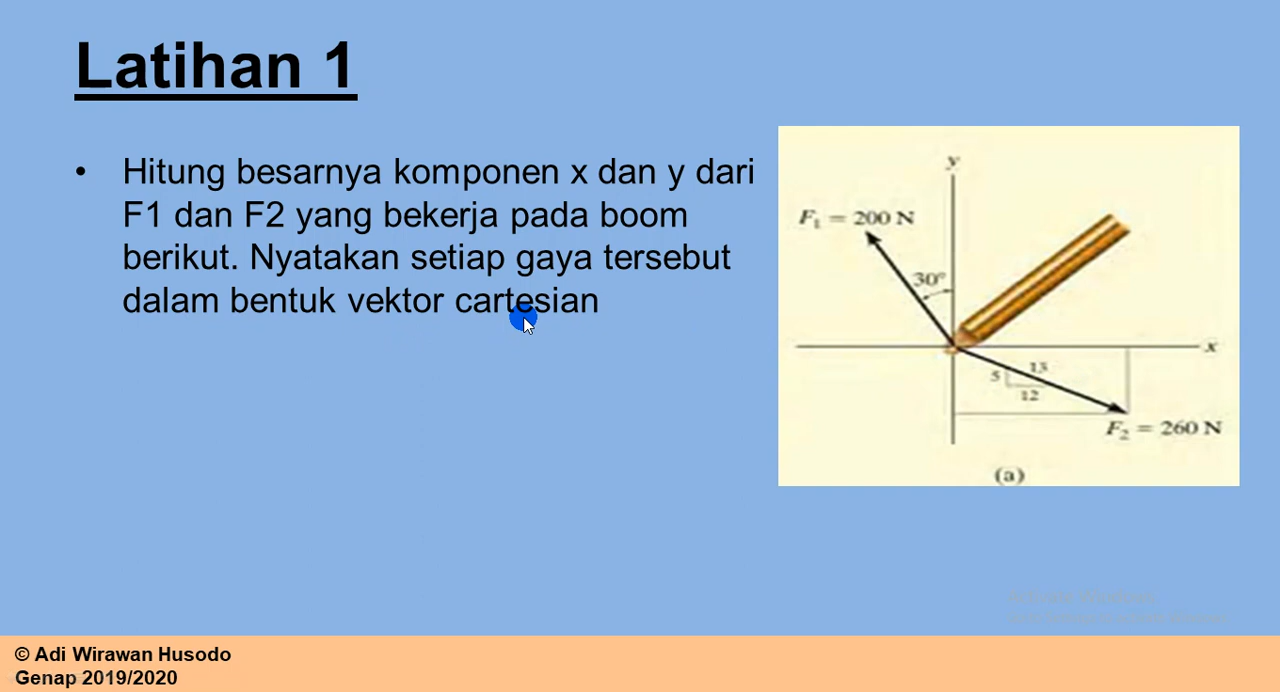 Latihan 1
• Hitung besarnya komponen x dan y dari
F1 dan F2 yang bekerja pada boom
berikut. Nyatakan setiap gaya tersebut
dalam bentuk vektor cartesian
y
F₁ = 200 N
30°
x
5
13
12
F₂ = 260 N
(a)
© Adi Wirawan Husodo
Genap 2019/2020